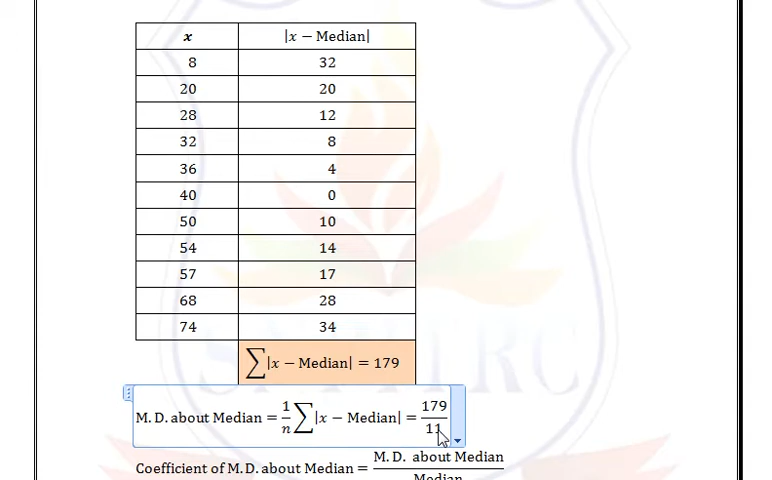 x |x − Median|
8 32
20 20
28 12
32 8
36 4
40 0
50 10
54 14
57 17
68 28
74 34
∑|x − Median| = 179
M. D. about Median = 1/n ∑|x − Median| = 179/11
Coefficient of M. D. about Median = M. D. about Median/Median